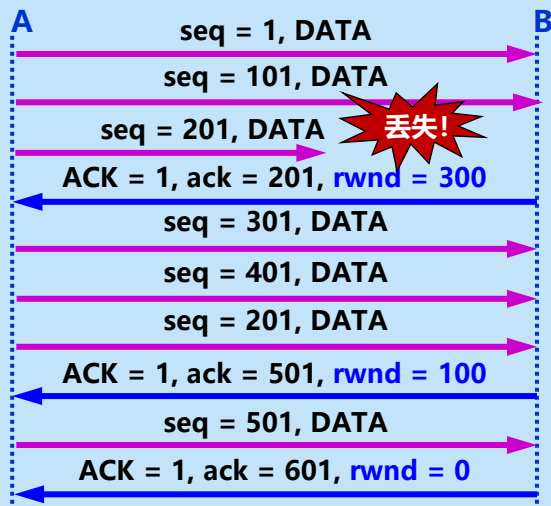 A B
seq = 1, DATA
seq = 101, DATA
丢失!
seq = 201, DATA
ACK = 1, ack = 201, rwnd = 300
seq = 301, DATA
seq = 401, DATA
seq = 201, DATA
ACK = 1, ack = 501, rwnd = 100
seq = 501, DATA
ACK = 1, ack = 601, rwnd = 0